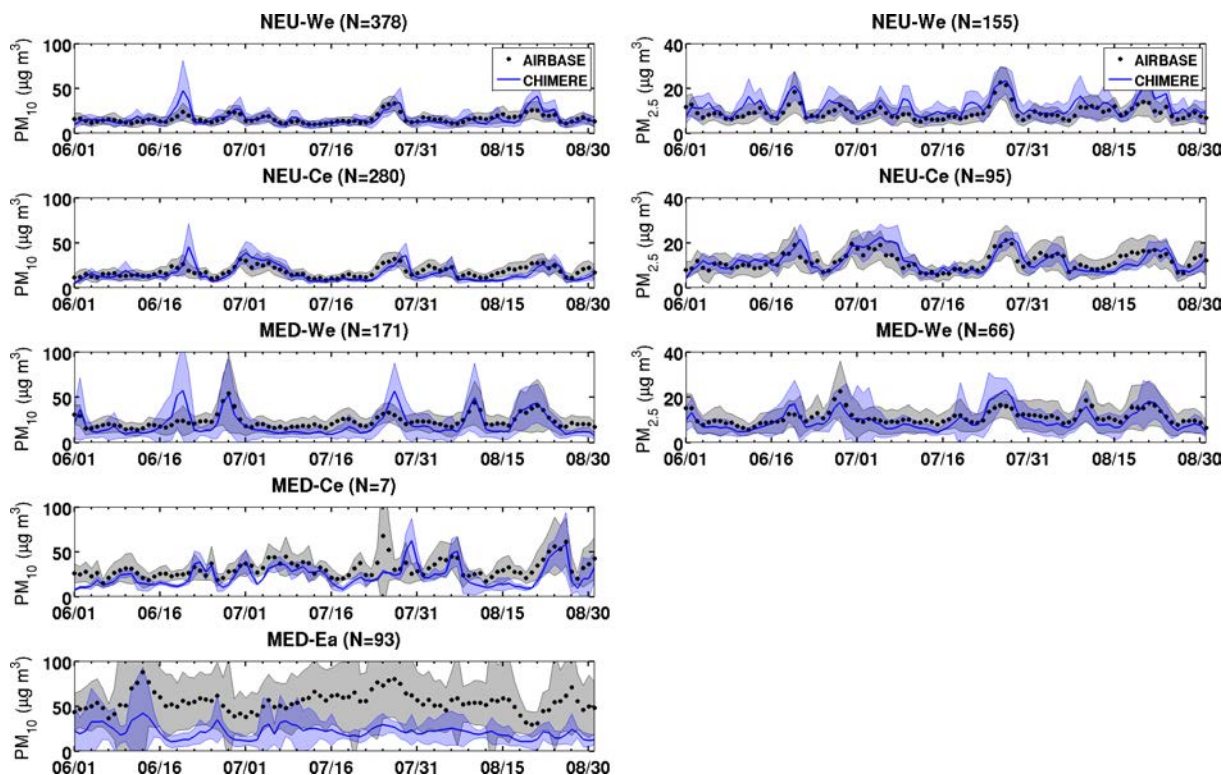 NEU-We (N=378)
PM10 (µg m³)
100
50
0
AIRBASE
CHIMERE
06/01 06/16 07/01 07/16 07/31 08/15 08/30
NEU-We (N=155)
PM2.5 (µg m³)
40
20
0
AIRBASE
CHIMERE
06/01 06/16 07/01 07/16 07/31 08/15 08/30
NEU-Ce (N=280)
PM10 (µg m³)
100
50
0
06/01 06/16 07/01 07/16 07/31 08/15 08/30
NEU-Ce (N=95)
PM2.5 (µg m³)
40
20
0
06/01 06/16 07/01 07/16 07/31 08/15 08/30
MED-We (N=171)
PM10 (µg m³)
100
50
0
06/01 06/16 07/01 07/16 07/31 08/15 08/30
MED-We (N=66)
PM2.5 (µg m³)
40
20
0
06/01 06/16 07/01 07/16 07/31 08/15 08/30
MED-Ce (N=7)
PM10 (µg m³)
100
50
0
06/01 06/16 07/01 07/16 07/31 08/15 08/30
MED-Ea (N=93)
PM10 (µg m³)
100
50
0
06/01 06/16 07/01 07/16 07/31 08/15 08/30